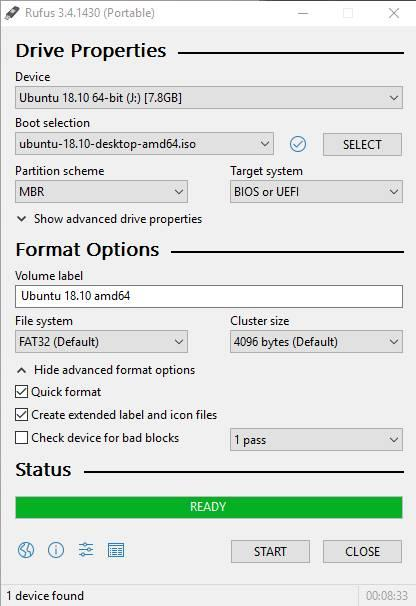 Rufus 3.4.1430 (Portable)
Drive Properties
Device
Ubuntu 18.10 64-bit (J:) [7.8GB]
Boot selection
ubuntu-18.10-desktop-amd64.iso
SELECT
Partition scheme
Target system
MBR
BIOS or UEFI
Show advanced drive properties
Format Options
Volume label
Ubuntu 18.10 amd64
File system
Cluster size
FAT32 (Default)
4096 bytes (Default)
Hide advanced format options
Quick format
Create extended label and icon files
Check device for bad blocks
1 pass
Status
READY
START
CLOSE
1 device found
00:08:33